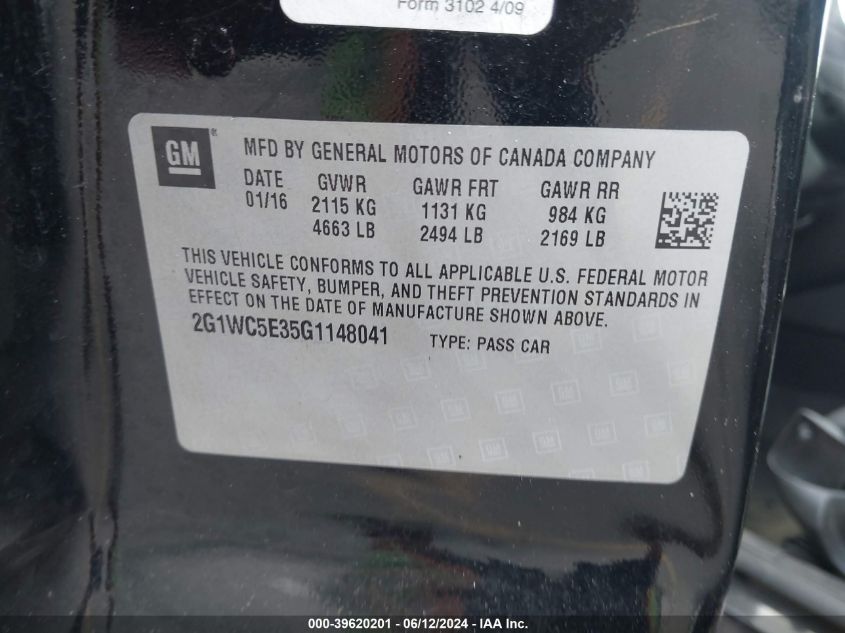 Form 3102 4/09
GM
MFD BY GENERAL MOTORS OF CANADA COMPANY
DATE GVWR GAWR FRT GAWR RR
01/16 2115 KG 1131 KG 984 KG
4663 LB 2494 LB 2169 LB
THIS VEHICLE CONFORMS TO ALL APPLICABLE U.S. FEDERAL MOTOR
VEHICLE SAFETY, BUMPER, AND THEFT PREVENTION STANDARDS IN
EFFECT ON THE DATE OF MANUFACTURE SHOWN ABOVE.
2G1WC5E35G1148041 TYPE: PASS CAR
000-39620201 - 06/12/2024 - IAAI.com